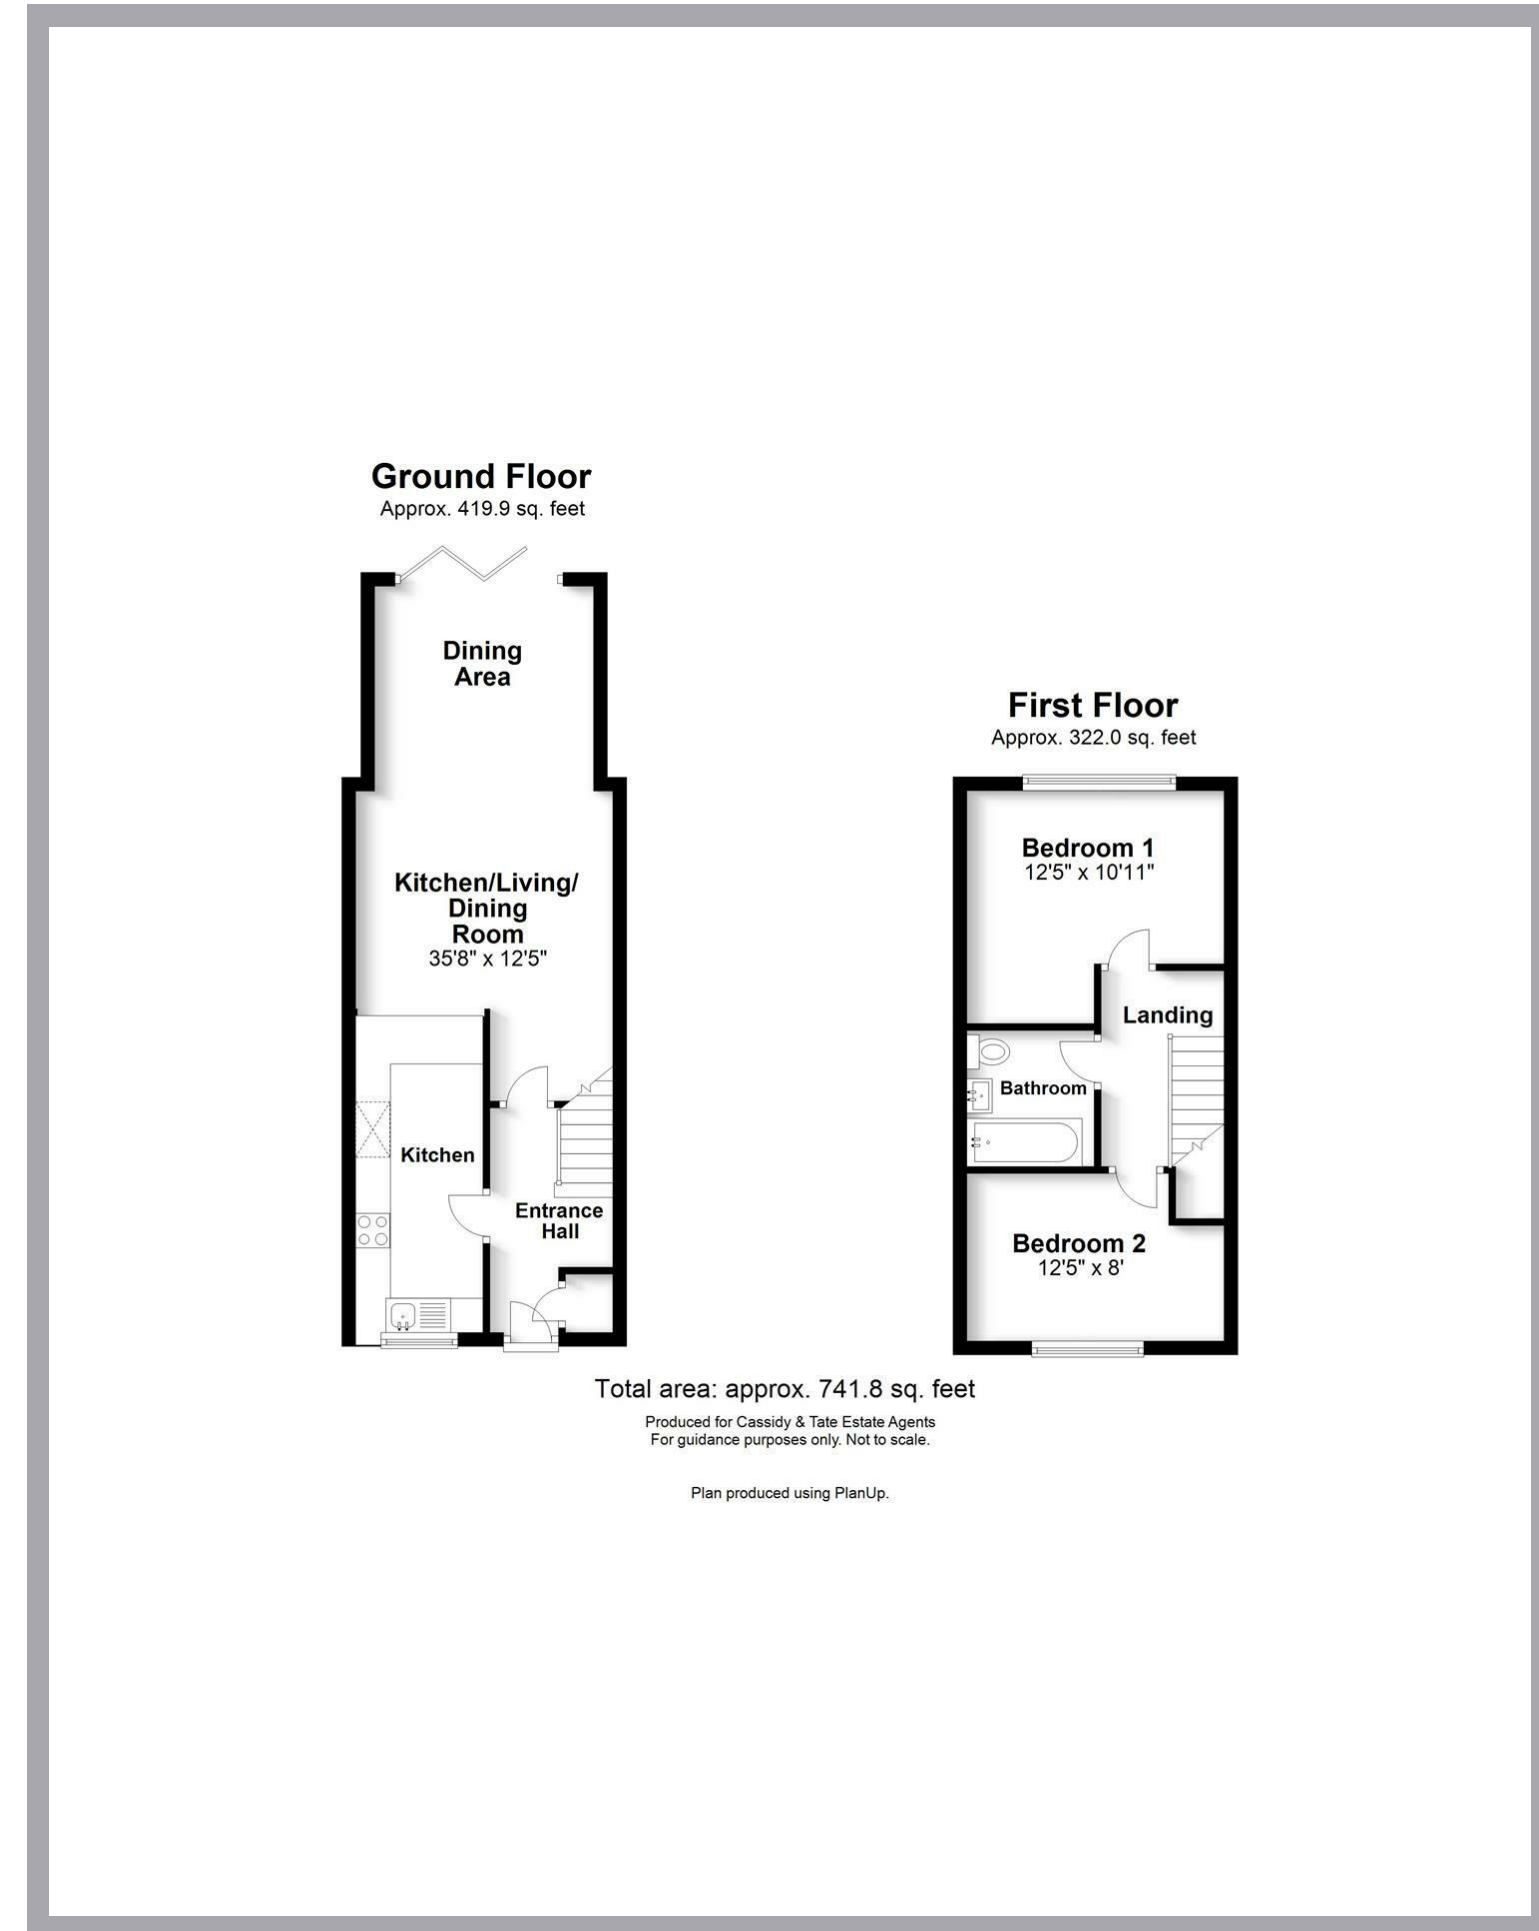 Ground Floor
Approx. 419.9 sq. feet
Dining
Area
Kitchen/Living/
Dining
Room
35'8" x 12'5"
Kitchen
Entrance
Hall
First Floor
Approx. 322.0 sq. feet
Bedroom 1
12'5" x 10'11"
Landing
Bathroom
Bedroom 2
12'5" x 8'
Total area: approx. 741.8 sq. feet
Produced for Cassidy & Tate Estate Agents
For guidance purposes only. Not to scale.
Plan produced using PlanUp.